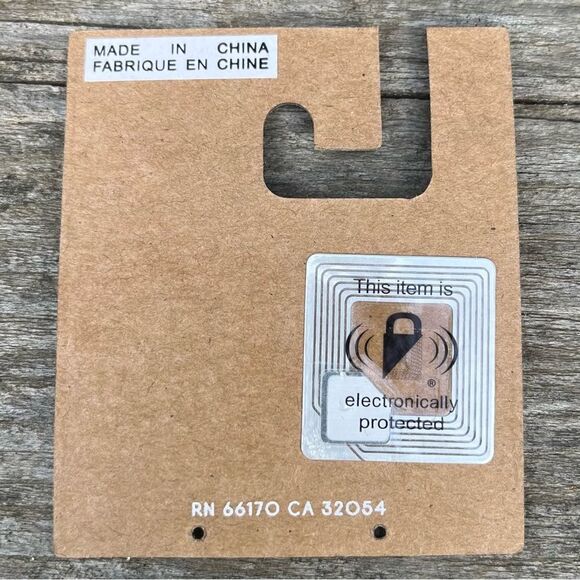 MADE IN CHINA
FABRIQUE EN CHINE
This item is
®
electronically
protected
RN 66170 CA 32054